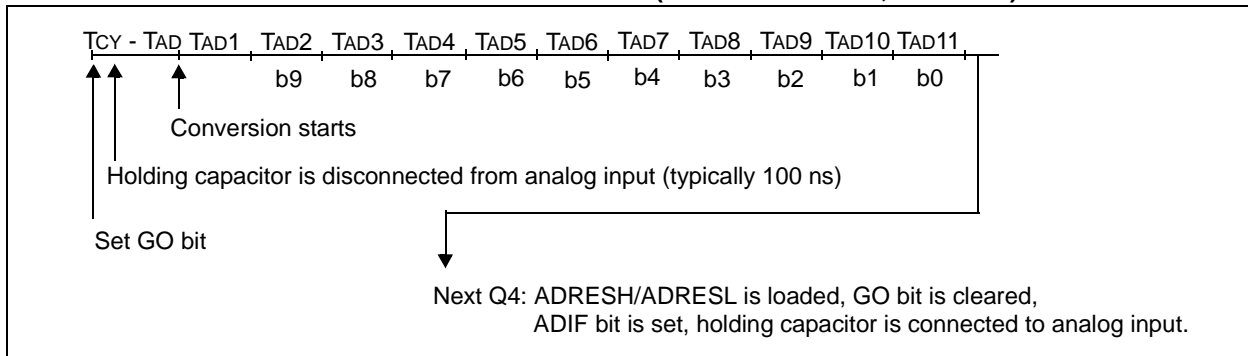 TCY - TAD TAD1 TAD2 TAD3 TAD4 TAD5 TAD6 TAD7 TAD8 TAD9 TAD10 TAD11
b9 b8 b7 b6 b5 b4 b3 b2 b1 b0
Conversion starts
Holding capacitor is disconnected from analog input (typically 100 ns)
Set GO bit
Next Q4: ADRESH/ADRESL is loaded, GO bit is cleared,
ADIF bit is set, holding capacitor is connected to analog input.